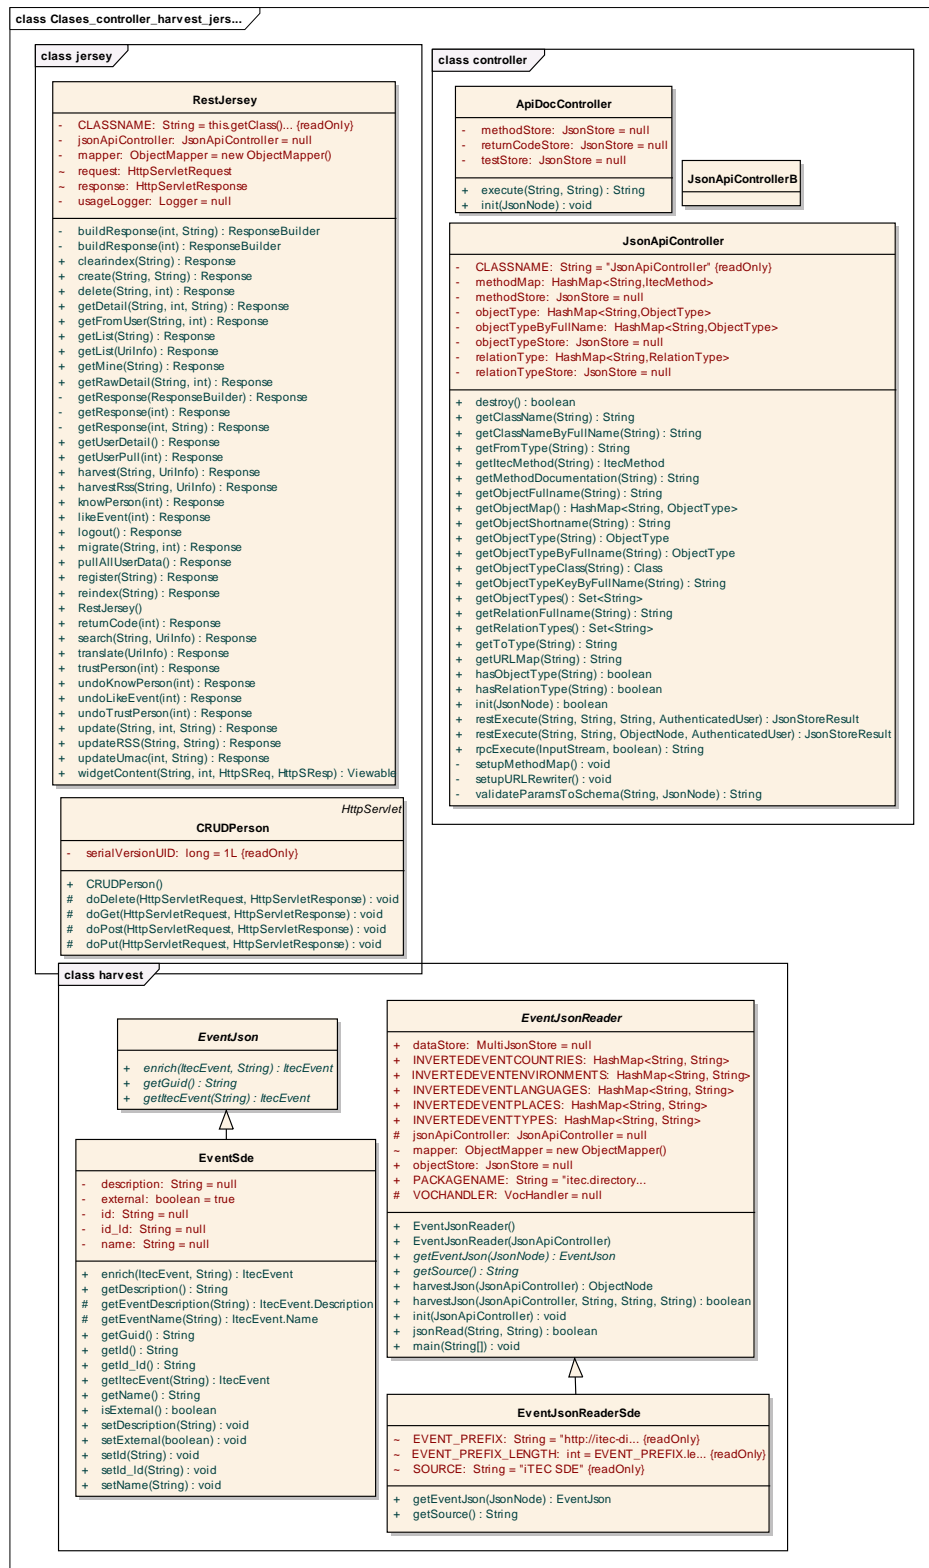 class Clases_controller_harvest_jers...
class jersey
RestJersey
- CLASSNAME: String = this.getClass()... {readOnly}
- jsonApiController: JsonApiController = null
- mapper: ObjectMapper = new ObjectMapper()
~ request: HttpServletRequest
~ response: HttpServletResponse
- usageLogger: Logger = null
- buildResponse(int, String) : ResponseBuilder
- buildResponse(int) : ResponseBuilder
+ clearindex(String) : Response
+ create(String, String) : Response
+ delete(String, int) : Response
+ getDetail(String, int, String) : Response
+ getFromUser(String, int) : Response
+ getList(String) : Response
+ getList(UriInfo) : Response
+ getMine(String) : Response
+ getRawDetail(String, int) : Response
- getResponse(ResponseBuilder) : Response
- getResponse(int) : Response
- getResponse(int, String) : Response
+ getUserDetail() : Response
+ getUserPull(int) : Response
+ harvest(String, UriInfo) : Response
+ harvestRss(String, UriInfo) : Response
+ knowPerson(int) : Response
+ likeEvent(int) : Response
+ logout() : Response
+ migrate(String, int) : Response
+ pullAllUserData() : Response
+ register(String) : Response
+ reindex(String) : Response
+ RestJersey()
+ returnCode(int) : Response
+ search(String, UriInfo) : Response
+ translate(UriInfo) : Response
+ trustPerson(int) : Response
+ undoKnowPerson(int) : Response
+ undoLikeEvent(int) : Response
+ undoTrustPerson(int) : Response
+ update(String, int, String) : Response
+ updateRSS(String, String) : Response
+ updateUmac(int, String) : Response
+ widgetContent(String, int, HttpSReq, HttpSResp) : Viewable
HttpServlet
CRUDPerson
- serialVersionUID: long = 1L {readOnly}
+ CRUDPerson()
# doDelete(HttpServletRequest, HttpServletResponse) : void
# doGet(HttpServletRequest, HttpServletResponse) : void
# doPost(HttpServletRequest, HttpServletResponse) : void
# doPut(HttpServletRequest, HttpServletResponse) : void
class controller
ApiDocController
- methodStore: JsonStore = null
- returnCodeStore: JsonStore = null
- testStore: JsonStore = null
+ execute(String, String) : String
+ init(JsonNode) : void
JsonApiControllerB
JsonApiController
- CLASSNAME: String = "JsonApiController" {readOnly}
- methodMap: HashMap<String,ItecMethod>
- methodStore: JsonStore = null
- objectType: HashMap<String,ObjectType>
- objectTypeByFullName: HashMap<String,ObjectType>
- objectTypeStore: JsonStore = null
- relationType: HashMap<String,RelationType>
- relationTypeStore: JsonStore = null
+ destroy() : boolean
+ getClassName(String) : String
+ getClassNameByFullName(String) : String
+ getFromType(String) : String
+ getItecMethod(String) : ItecMethod
+ getMethodDocumentation(String) : String
+ getObjectFullname(String) : String
+ getObjectMap() : HashMap<String, ObjectType>
+ getObjectShortname(String) : String
+ getObjectType(String) : ObjectType
+ getObjectTypeByFullname(String) : ObjectType
+ getObjectTypeClass(String) : Class
+ getObjectTypeKeyByFullName(String) : String
+ getObjectTypes() : Set<String>
+ getRelationFullname(String) : String
+ getRelationTypes() : Set<String>
+ getToType(String) : String
+ getURLMap(String) : String
+ hasObjectType(String) : boolean
+ hasRelationType(String) : boolean
+ init(JsonNode) : boolean
+ restExecute(String, String, String, AuthenticatedUser) : JsonStoreResult
+ restExecute(String, String, ObjectNode, AuthenticatedUser) : JsonStoreResult
+ rpcExecute(InputStream, boolean) : String
- setupMethodMap() : void
- setupURLRewriter() : void
- validateParamsToSchema(String, JsonNode) : String
class harvest
EventJson
+ enrich(ItecEvent, String) : ItecEvent
+ getGuid() : String
+ getItecEvent(String) : ItecEvent
EventSde
- description: String = null
- external: boolean = true
- id: String = null
- id_ld: String = null
- name: String = null
+ enrich(ItecEvent, String) : ItecEvent
+ getDescription() : String
# getEventDescription(String) : ItecEvent.Description
# getEventName(String) : ItecEvent.Name
+ getGuid() : String
+ getId() : String
+ getId_ld() : String
+ getItecEvent(String) : ItecEvent
+ getName() : String
+ isExternal() : boolean
+ setDescription(String) : void
+ setExternal(boolean) : void
+ setId(String) : void
+ setId_ld(String) : void
+ setName(String) : void
EventJsonReader
+ dataStore: MultiJsonStore = null
+ INVERTEDEVENTCOUNTRIES: HashMap<String, String>
+ INVERTEDEVENTENVIRONMENTS: HashMap<String, String>
+ INVERTEDEVENTLANGUAGES: HashMap<String, String>
+ INVERTEDEVENTPLACES: HashMap<String, String>
+ INVERTEDEVENTTYPES: HashMap<String, String>
# jsonApiController: JsonApiController = null
~ mapper: ObjectMapper = new ObjectMapper()
+ objectStore: JsonStore = null
+ PACKAGENAME: String = "itec.directory...
# VOCHANDLER: VocHandler = null
+ EventJsonReader()
+ EventJsonReader(JsonApiController)
+ getEventJson(JsonNode) : EventJson
+ getSource() : String
+ harvestJson(JsonApiController) : ObjectNode
+ harvestJson(JsonApiController, String, String, String) : boolean
+ init(JsonApiController) : void
+ jsonRead(String, String) : boolean
+ main(String[]) : void
EventJsonReaderSde
~ EVENT_PREFIX: String = "http://itec-di... {readOnly}
~ EVENT_PREFIX_LENGTH: int = EVENT_PREFIX.le... {readOnly}
~ SOURCE: String = "iTEC SDE" {readOnly}
+ getEventJson(JsonNode) : EventJson
+ getSource() : String